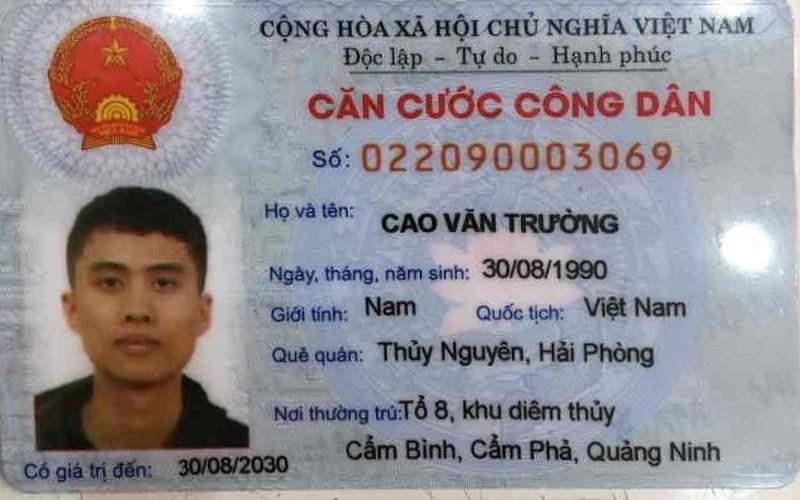 CỘNG HÒA XÃ HỘI CHỦ NGHĨA VIỆT NAM
Độc lập - Tự do - Hạnh phúc
CĂN CƯỚC CÔNG DÂN
Số: 022090003069
Họ và tên: CAO VĂN TRƯỜNG
Ngày, tháng, năm sinh: 30/08/1990
Giới tính: Nam Quốc tịch: Việt Nam
Quê quán: Thủy Nguyên, Hải Phòng
Nơi thường trú: Tổ 8, khu diêm thủy
Cẩm Bình, Cẩm Phả, Quảng Ninh
Có giá trị đến: 30/08/2030